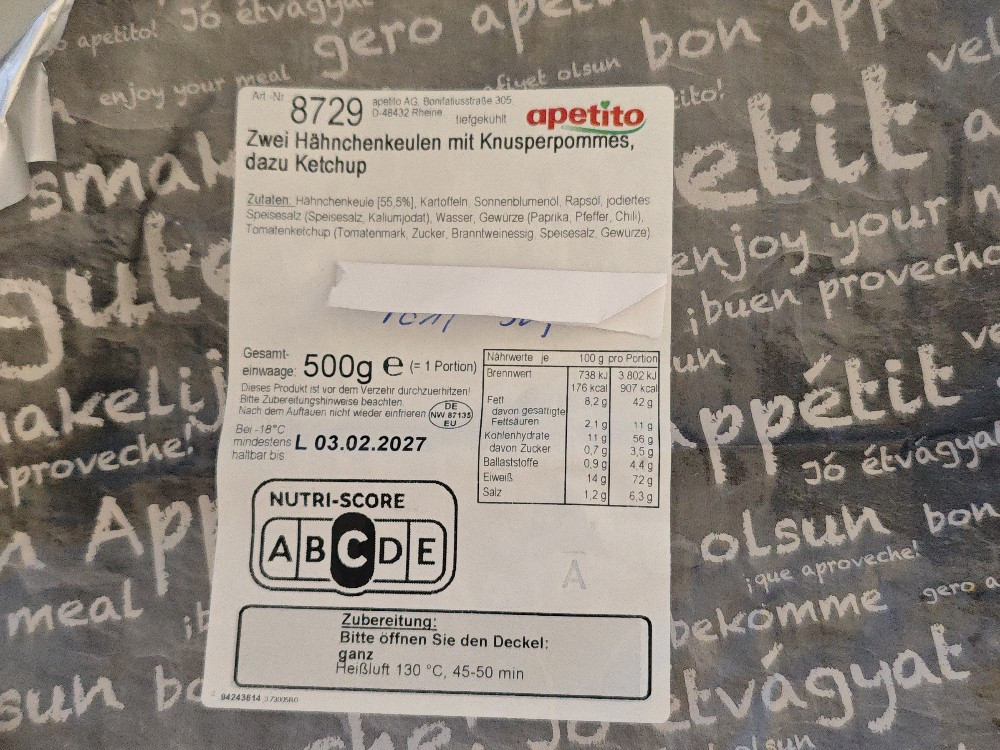 apetito!
Jó étvágyat
gero
bon
enjoy your meal
afiyet olsun
Art.-Nr
8729
apetito AG, Bonifatiusstraße 305,
D-48432 Rheine
tiefgekühlt
apetito
Zwei Hähnchenkeulen mit Knusperpommes,
dazu Ketchup
Zutaten: Hähnchenkeule [55,5%], Kartoffeln, Sonnenblumenöl, Rapsöl, jodiertes
Speisesalz (Speisesalz, Kaliumjodat), Wasser, Gewürze (Paprika, Pfeffer, Chili),
Tomatenketchup (Tomatenmark, Zucker, Branntweinessig, Speisesalz, Gewürze).
Gesamt-
einwaage: 500g e (= 1 Portion)
Dieses Produkt ist vor dem Verzehr durchzuerhitzen!
Bitte Zubereitungshinweise beachten.
Nach dem Auftauen nicht wieder einfrieren
DE
NW 87135
EU
Bei -18°C
mindestens
haltbar bis
L 03.02.2027
Nährwerte je 100 g pro Portion
Brennwert 738 kJ 3 802 kJ
176 kcal 907 kcal
Fett 8,2 g 42 g
davon gesättigte
Fettsäuren 2,1 g 11 g
Kohlenhydrate 11 g 56 g
davon Zucker 0,7 g 3,5 g
Ballaststoffe 0,9 g 4,4 g
Eiweiß 14 g 72 g
Salz 1,2 g 6,3 g
NUTRI-SCORE
A B C D E
A
Zubereitung:
Bitte öffnen Sie den Deckel:
ganz
Heißluft 130 °C, 45-50 min
94243614
enjoy your
¡buen provecho
appétit
Jó étvágyat
olsun bon
¡que aproveche!
bekomme
gero
meal
étvágyat
olsun